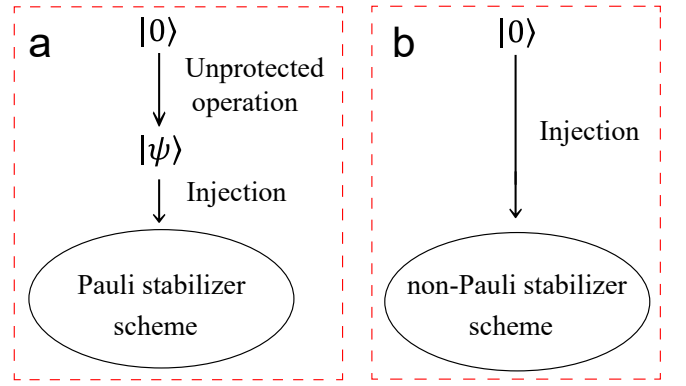 a
|0⟩
Unprotected
operation
|ψ⟩
Injection
Pauli stabilizer
scheme
b
|0⟩
Injection
non-Pauli stabilizer
scheme